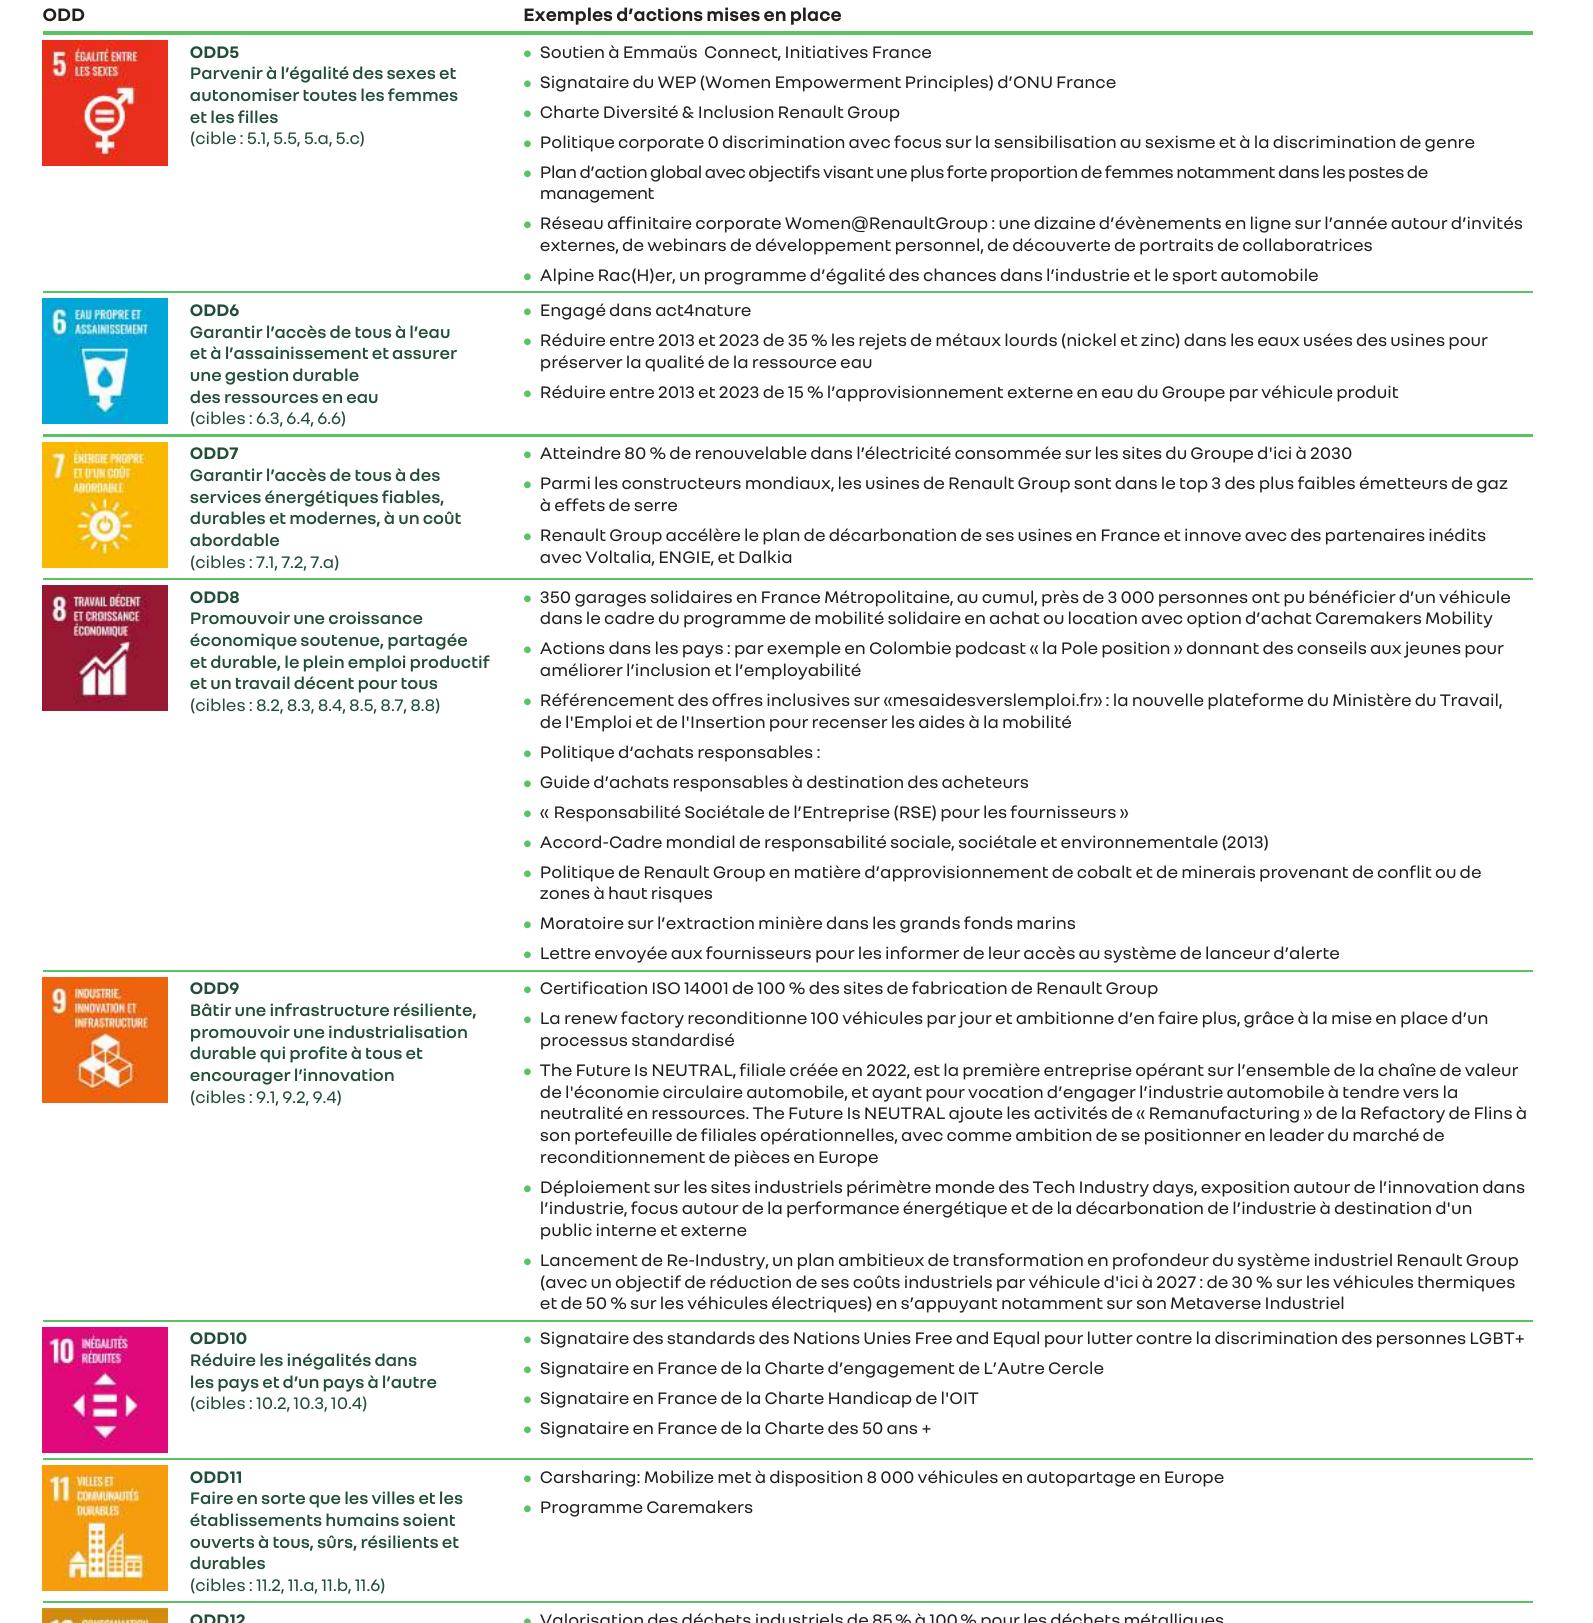 ODD
Exemples d’actions mises en place
5 ÉGALITÉ ENTRE
LES SEXES
ODD5
Parvenir à l’égalité des sexes et
autonomiser toutes les femmes
et les filles
(cible : 5.1, 5.5, 5.a, 5.c)
• Soutien à Emmaüs Connect, Initiatives France
• Signataire du WEP (Women Empowerment Principles) d’ONU France
• Charte Diversité & Inclusion Renault Group
• Politique corporate 0 discrimination avec focus sur la sensibilisation au sexisme et à la discrimination de genre
• Plan d’action global avec objectifs visant une plus forte proportion de femmes notamment dans les postes de
management
• Réseau affinitaire corporate Women@RenaultGroup : une dizaine d’évènements en ligne sur l’année autour d’invités
externes, de webinars de développement personnel, de découverte de portraits de collaboratrices
• Alpine Rac(H)er, un programme d’égalité des chances dans l’industrie et le sport automobile
6 EAU PROPRE ET
ASSAINISSEMENT
ODD6
Garantir l’accès de tous à l’eau
et à l’assainissement et assurer
une gestion durable
des ressources en eau
(cibles : 6.3, 6.4, 6.6)
• Engagé dans act4nature
• Réduire entre 2013 et 2023 de 35 % les rejets de métaux lourds (nickel et zinc) dans les eaux usées des usines pour
préserver la qualité de la ressource eau
• Réduire entre 2013 et 2023 de 15 % l’approvisionnement externe en eau du Groupe par véhicule produit
7 ÉNERGIE PROPRE
ET D’UN COÛT
ABORDABLE
ODD7
Garantir l’accès de tous à des
services énergétiques fiables,
durables et modernes, à un coût
abordable
(cibles : 7.1, 7.2, 7.a)
• Atteindre 80 % de renouvelable dans l’électricité consommée sur les sites du Groupe d'ici à 2030
• Parmi les constructeurs mondiaux, les usines de Renault Group sont dans le top 3 des plus faibles émetteurs de gaz
à effets de serre
• Renault Group accélère le plan de décarbonation de ses usines en France et innove avec des partenaires inédits
avec Voltalia, ENGIE, et Dalkia
8 TRAVAIL DÉCENT
ET CROISSANCE
ÉCONOMIQUE
ODD8
Promouvoir une croissance
économique soutenue, partagée
et durable, le plein emploi productif
et un travail décent pour tous
(cibles : 8.2, 8.3, 8.4, 8.5, 8.7, 8.8)
• 350 garages solidaires en France Métropolitaine, au cumul, près de 3 000 personnes ont pu bénéficier d’un véhicule
dans le cadre du programme de mobilité solidaire en achat ou location avec option d’achat Caremakers Mobility
• Actions dans les pays : par exemple en Colombie podcast « la Pole position » donnant des conseils aux jeunes pour
améliorer l’inclusion et l’employabilité
• Référencement des offres inclusives sur «mesaidesverslemploi.fr» : la nouvelle plateforme du Ministère du Travail,
de l'Emploi et de l'Insertion pour recenser les aides à la mobilité
• Politique d’achats responsables :
• Guide d’achats responsables à destination des acheteurs
• « Responsabilité Sociétale de l’Entreprise (RSE) pour les fournisseurs »
• Accord-Cadre mondial de responsabilité sociale, sociétale et environnementale (2013)
• Politique de Renault Group en matière d’approvisionnement de cobalt et de minerais provenant de conflit ou de
zones à haut risques
• Moratoire sur l’extraction minière dans les grands fonds marins
• Lettre envoyée aux fournisseurs pour les informer de leur accès au système de lanceur d’alerte
9 INDUSTRIE,
INNOVATION ET
INFRASTRUCTURE
ODD9
Bâtir une infrastructure résiliente,
promouvoir une industrialisation
durable qui profite à tous et
encourager l’innovation
(cibles : 9.1, 9.2, 9.4)
• Certification ISO 14001 de 100 % des sites de fabrication de Renault Group
• La renew factory reconditionne 100 véhicules par jour et ambitionne d’en faire plus, grâce à la mise en place d’un
processus standardisé
• The Future Is NEUTRAL, filiale créée en 2022, est la première entreprise opérant sur l’ensemble de la chaîne de valeur
de l'économie circulaire automobile, et ayant pour vocation d’engager l’industrie automobile à tendre vers la
neutralité en ressources. The Future Is NEUTRAL ajoute les activités de « Remanufacturing » de la Refactory de Flins à
son portefeuille de filiales opérationnelles, avec comme ambition de se positionner en leader du marché de
reconditionnement de pièces en Europe
• Déploiement sur les sites industriels périmètre monde des Tech Industry days, exposition autour de l’innovation dans
l’industrie, focus autour de la performance énergétique et de la décarbonation de l’industrie à destination d'un
public interne et externe
• Lancement de Re-Industry, un plan ambitieux de transformation en profondeur du système industriel Renault Group
(avec un objectif de réduction de ses coûts industriels par véhicule d'ici à 2027 : de 30 % sur les véhicules thermiques
et de 50 % sur les véhicules électriques) en s’appuyant notamment sur son Metaverse Industriel
10 INÉGALITÉS
RÉDUITES
ODD10
Réduire les inégalités dans
les pays et d’un pays à l’autre
(cibles : 10.2, 10.3, 10.4)
• Signataire des standards des Nations Unies Free and Equal pour lutter contre la discrimination des personnes LGBT+
• Signataire en France de la Charte d’engagement de L’Autre Cercle
• Signataire en France de la Charte Handicap de l'OIT
• Signataire en France de la Charte des 50 ans +
11 VILLES ET
COMMUNAUTÉS
DURABLES
ODD11
Faire en sorte que les villes et les
établissements humains soient
ouverts à tous, sûrs, résilients et
durables
(cibles : 11.2, 11.a, 11.b, 11.6)
• Carsharing: Mobilize met à disposition 8 000 véhicules en autopartage en Europe
• Programme Caremakers
ODD12
• Valorisation des déchets industriels de 85 % à 100 % pour les déchets métalliques